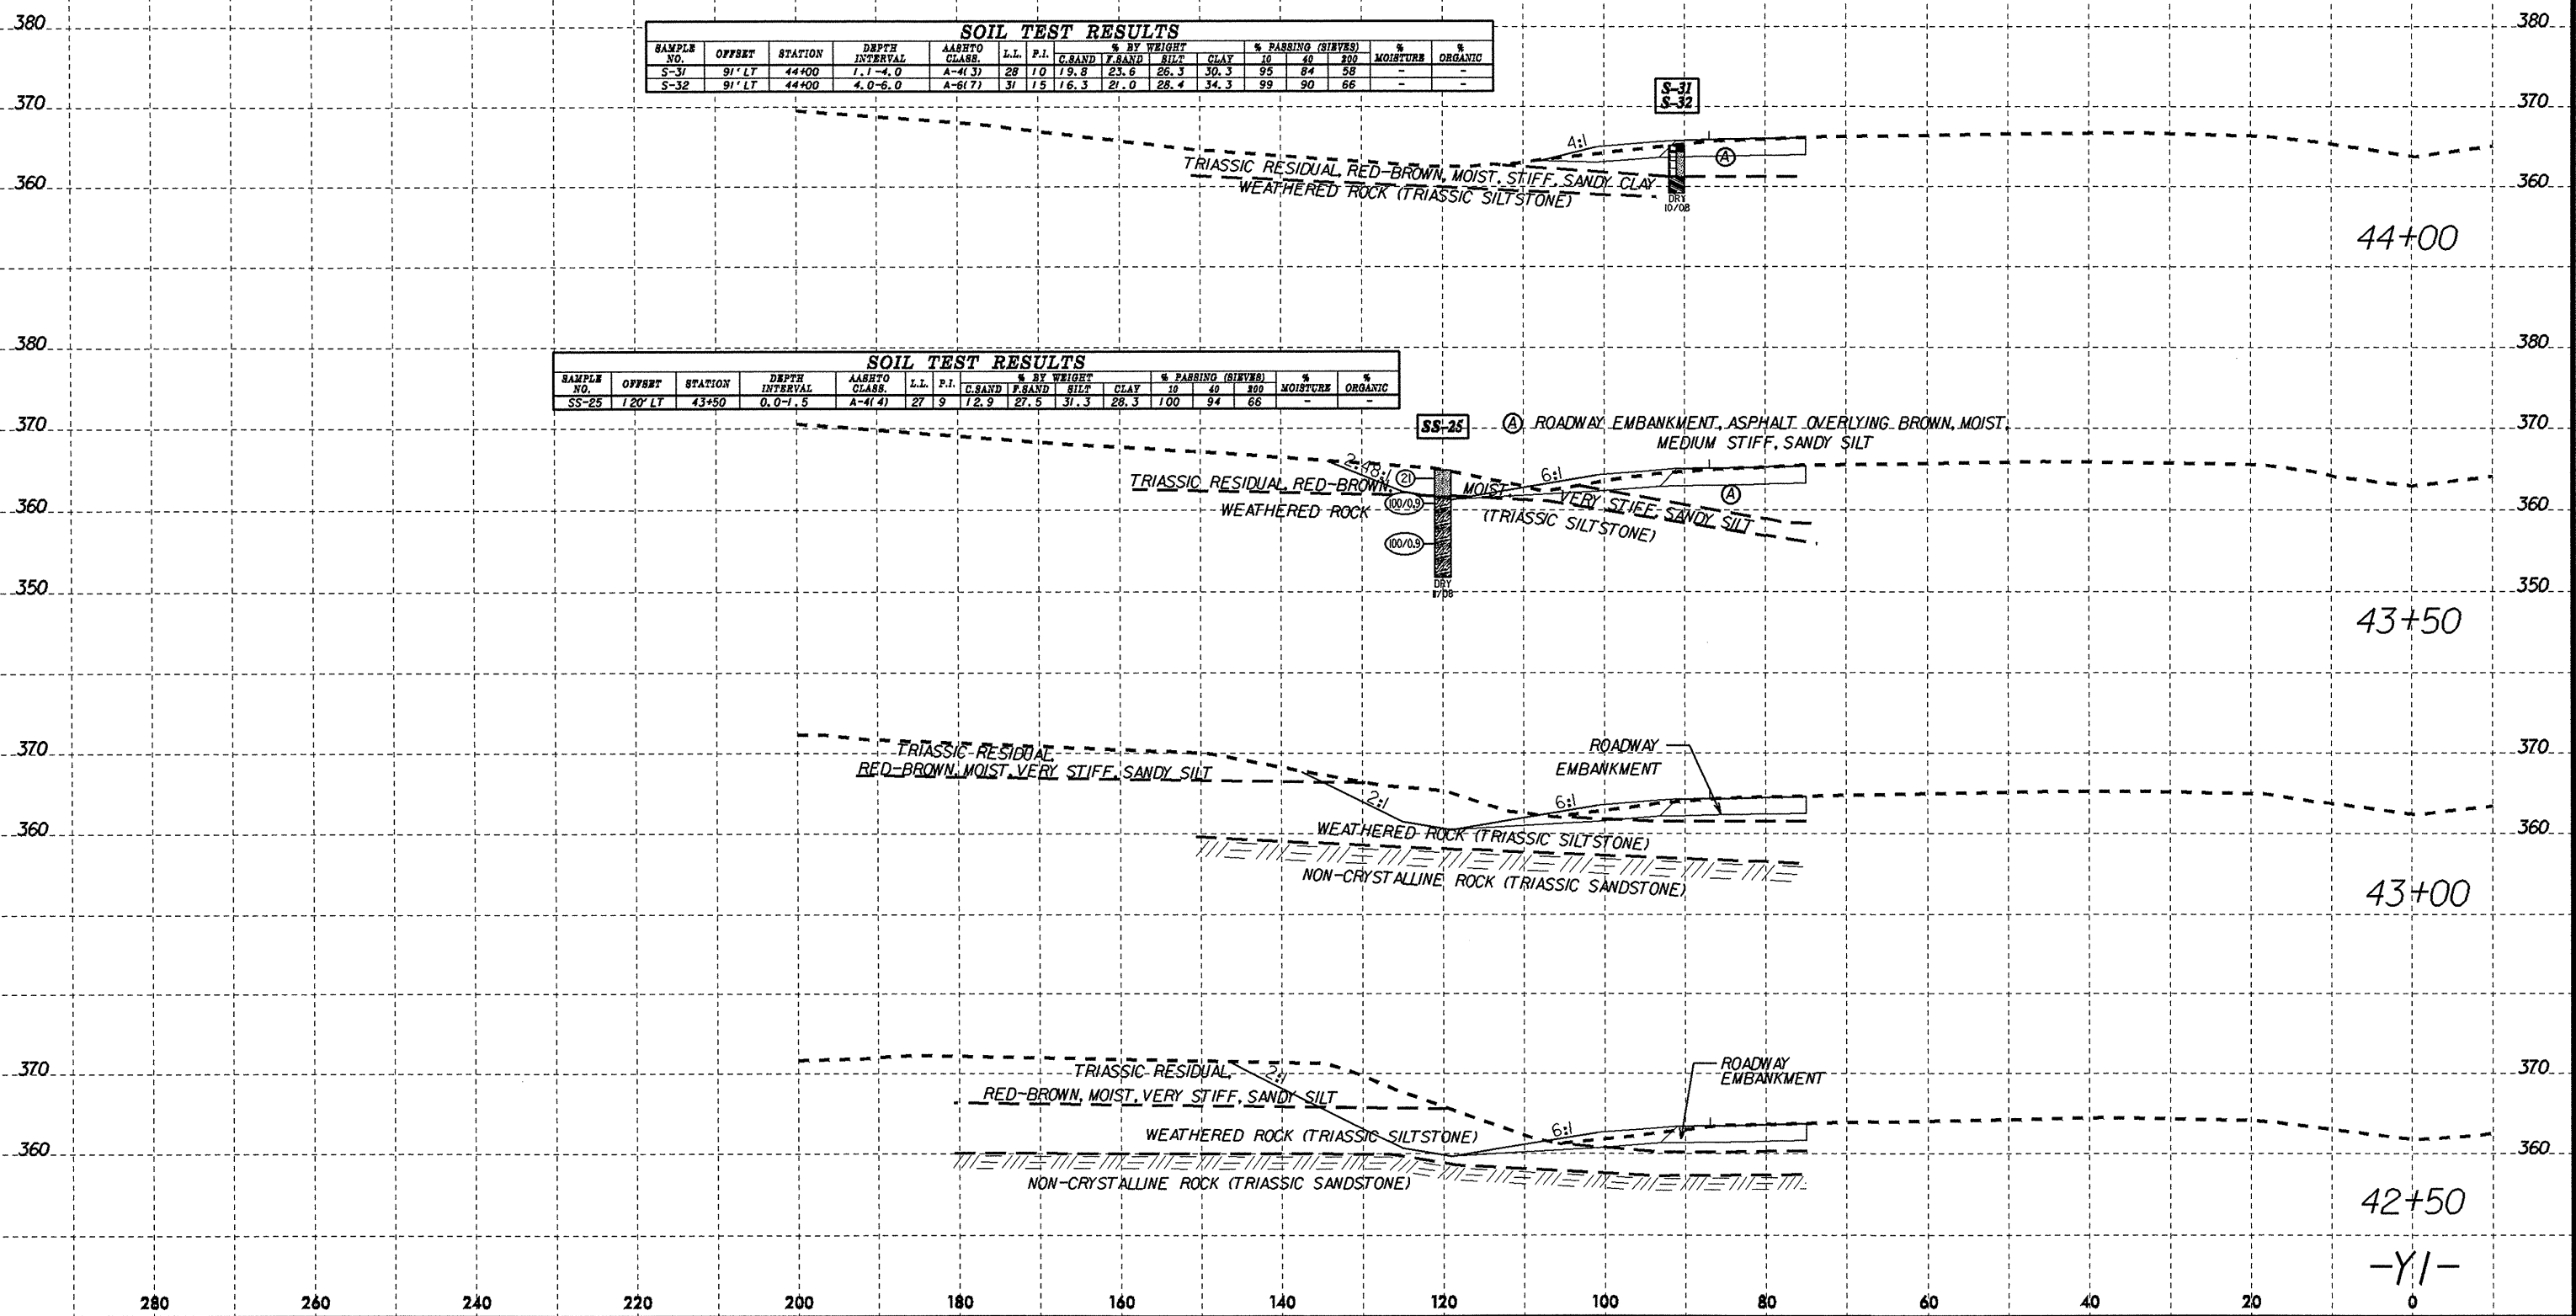 380 380
SOIL TEST RESULTS
SAMPLE NO. OFFSET STATION DEPTH INTERVAL AASHTO CLASS. L.L. P.I. % BY WEIGHT C.SAND F.SAND SILT CLAY % PASSING (SIEVES) 10 40 200 % MOISTURE % ORGANIC
S-31 91' LT 44+00 1.1-4.0 A-4(3) 28 10 19.8 23.6 26.3 30.3 95 84 58 - -
S-32 91' LT 44+00 4.0-6.0 A-6(7) 31 15 16.3 21.0 28.4 34.3 99 90 66 - -
370 370
S-31
S-32
4:1
A
TRIASSIC RESIDUAL, RED-BROWN, MOIST, STIFF, SANDY CLAY
WEATHERED ROCK (TRIASSIC SILTSTONE)
360 360
DRY
10/08
44+00
380 380
SOIL TEST RESULTS
SAMPLE NO. OFFSET STATION DEPTH INTERVAL AASHTO CLASS. L.L. P.I. % BY WEIGHT C.SAND F.SAND SILT CLAY % PASSING (SIEVES) 10 40 200 % MOISTURE % ORGANIC
SS-25 120' LT 43+50 0.0-1.5 A-4(4) 27 9 12.9 27.5 31.3 28.3 100 94 66 - -
370 370
SS-25
A ROADWAY EMBANKMENT, ASPHALT OVERLYING BROWN, MOIST,
MEDIUM STIFF, SANDY SILT
2.48:1
21
6:1
A
TRIASSIC RESIDUAL, RED-BROWN, MOIST, VERY STIFF, SANDY SILT
100/0.9
WEATHERED ROCK (TRIASSIC SILTSTONE)
360 360
100/0.9
DRY
11/08
350 350
43+50
370 370
TRIASSIC RESIDUAL,
RED-BROWN, MOIST, VERY STIFF, SANDY SILT
ROADWAY
EMBANKMENT
2:1
6:1
WEATHERED ROCK (TRIASSIC SILTSTONE)
360 360
NON-CRYSTALLINE ROCK (TRIASSIC SANDSTONE)
43+00
370 370
ROADWAY
EMBANKMENT
TRIASSIC RESIDUAL,
2:1
RED-BROWN, MOIST, VERY STIFF, SANDY SILT
6:1
WEATHERED ROCK (TRIASSIC SILTSTONE)
360 360
NON-CRYSTALLINE ROCK (TRIASSIC SANDSTONE)
42+50
-Y1-
280 260 240 220 200 180 160 140 120 100 80 60 40 20 0